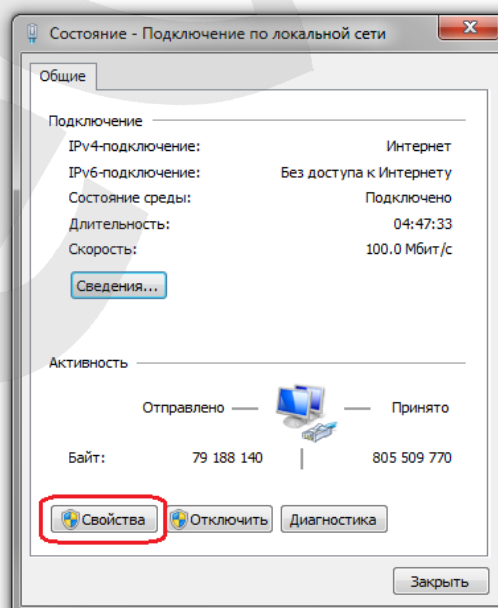 Состояние - Подключение по локальной сети
Общие
Подключение
IPv4-подключение: Интернет
IPv6-подключение: Без доступа к Интернету
Состояние среды: Подключено
Длительность: 04:47:33
Скорость: 100.0 Мбит/с
Сведения...
Активность
Отправлено — — Принято
Байт: 79 188 140 | 805 509 770
Свойства Отключить Диагностика
Закрыть